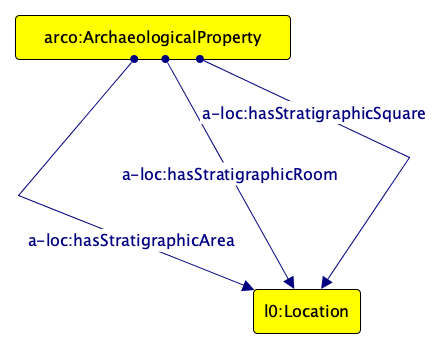 arco:ArchaeologicalProperty
a-loc:hasStratigraphicSquare
a-loc:hasStratigraphicRoom
a-loc:hasStratigraphicArea
l0:Location